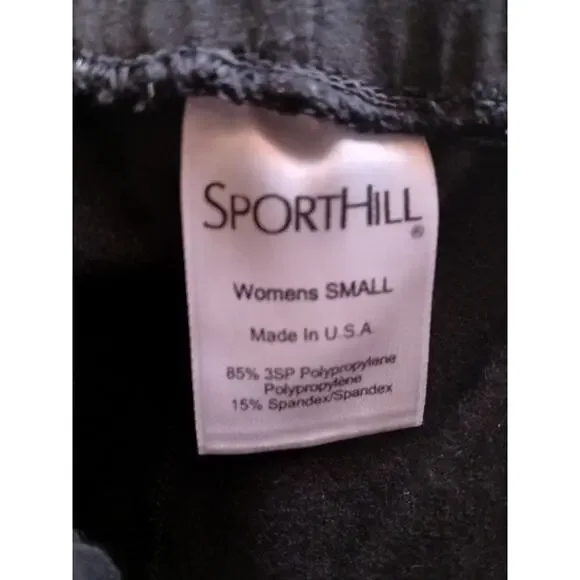 SPORTHILL®
Womens SMALL
Made In U.S.A
85% 3SP Polypropylene
Polypropylène
15% Spandex/Spandex